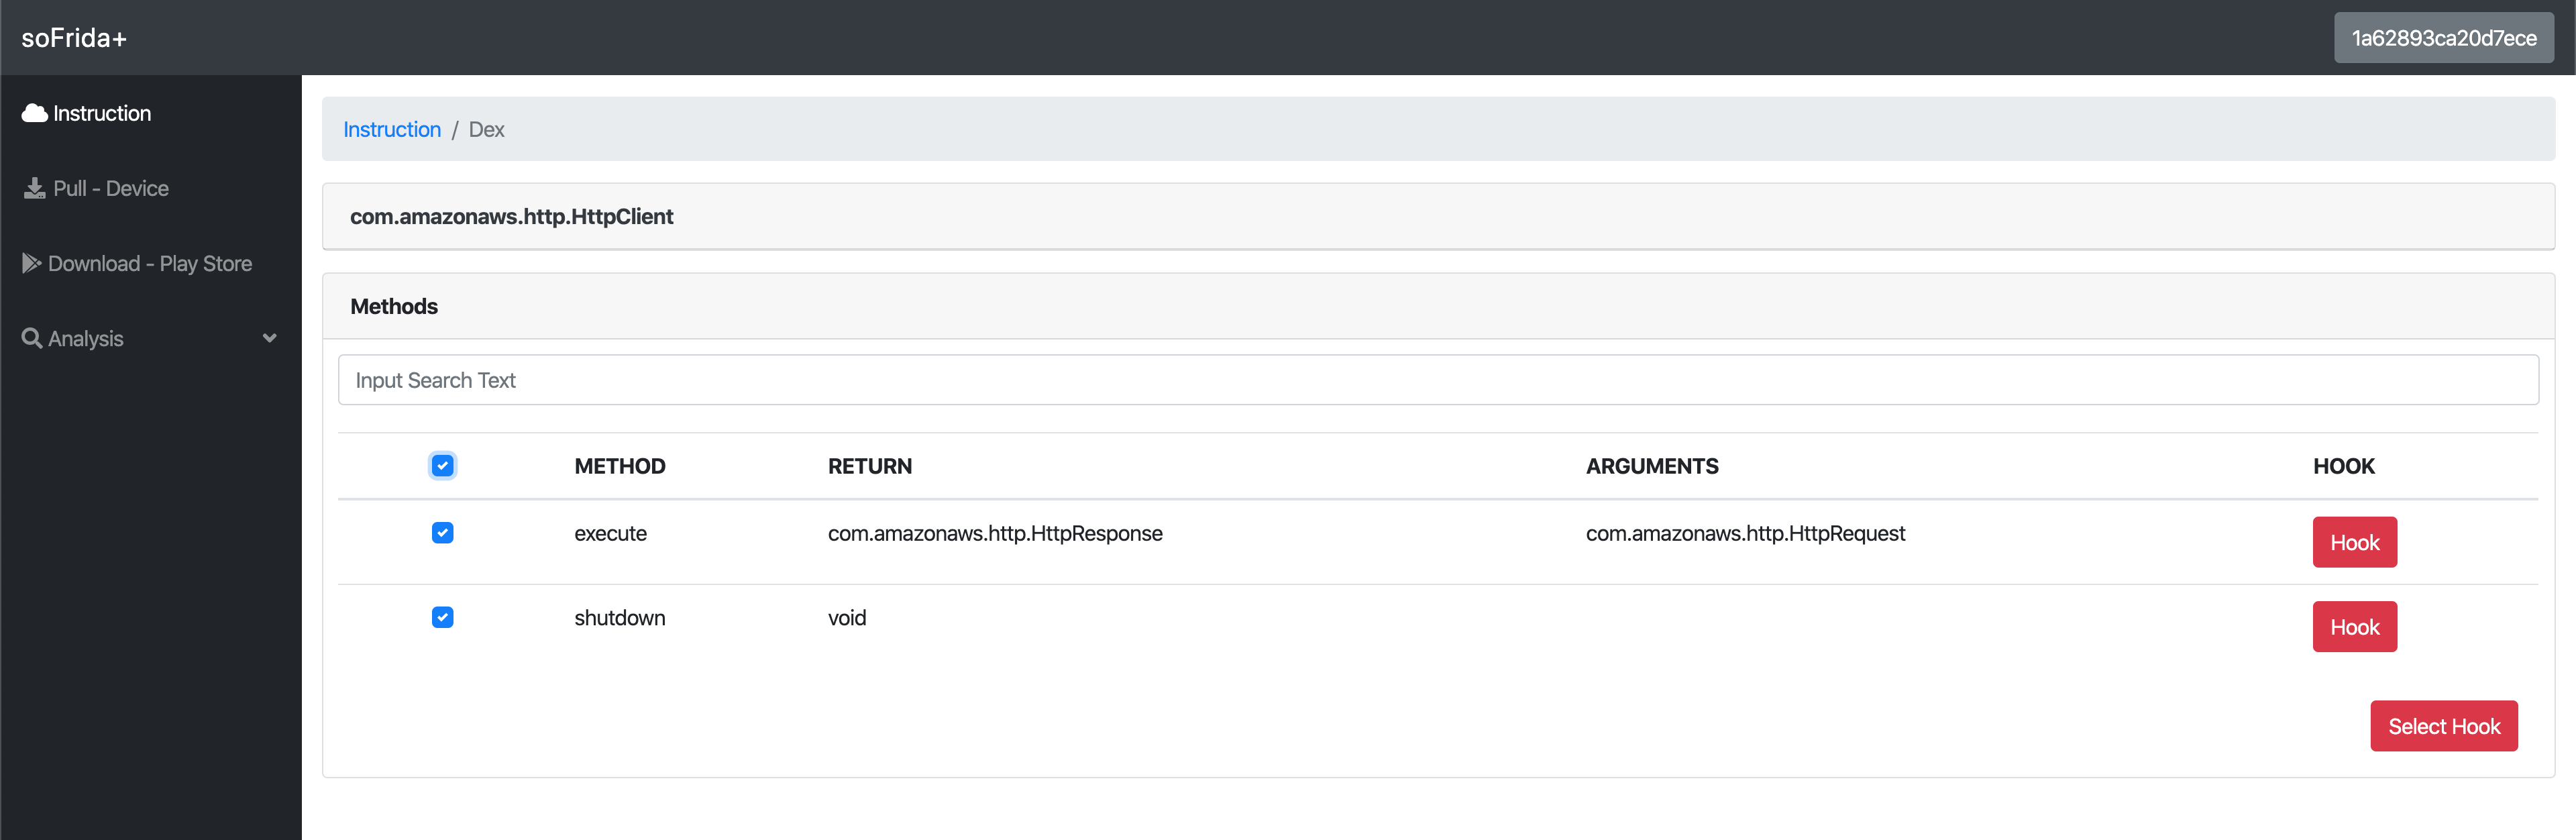 soFrida+
1a62893ca20d7ece
Instruction
Pull - Device
Download - Play Store
Analysis
Instruction / Dex
com.amazonaws.http.HttpClient
Methods
Input Search Text
METHOD RETURN ARGUMENTS HOOK
execute com.amazonaws.http.HttpResponse com.amazonaws.http.HttpRequest Hook
shutdown void Hook
Select Hook